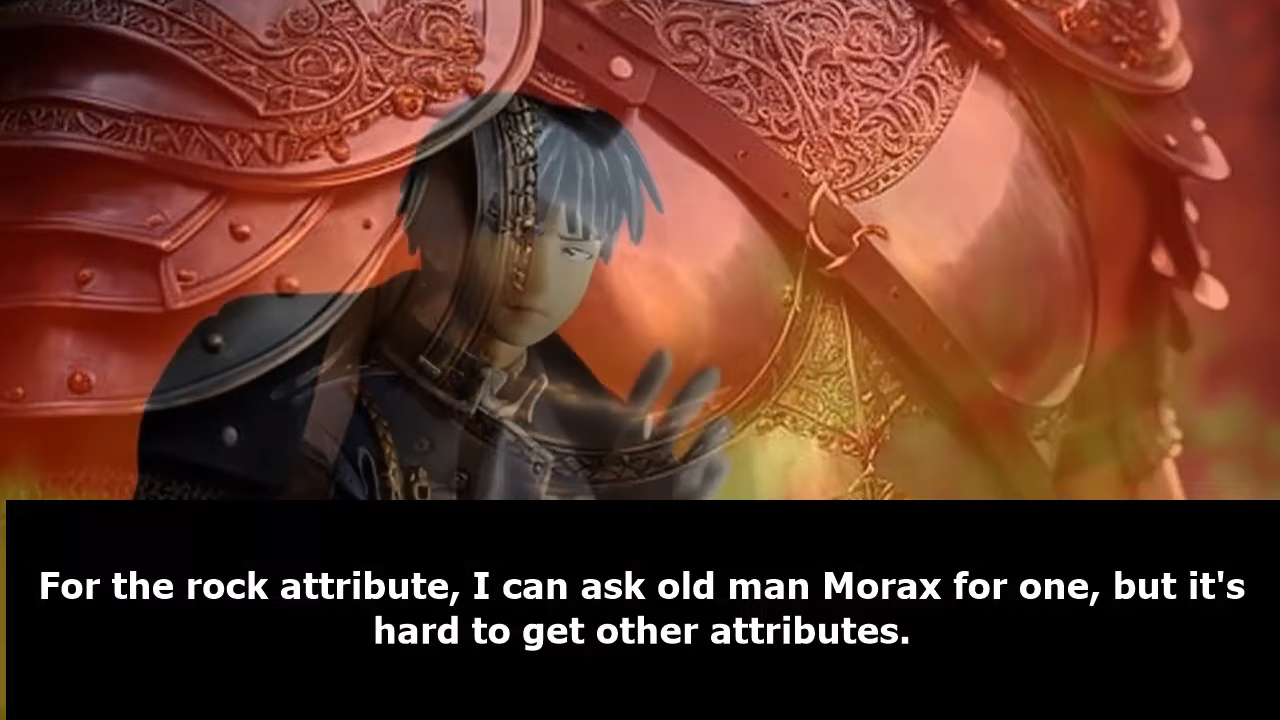 For the rock attribute, I can ask old man Morax for one, but it's
hard to get other attributes.